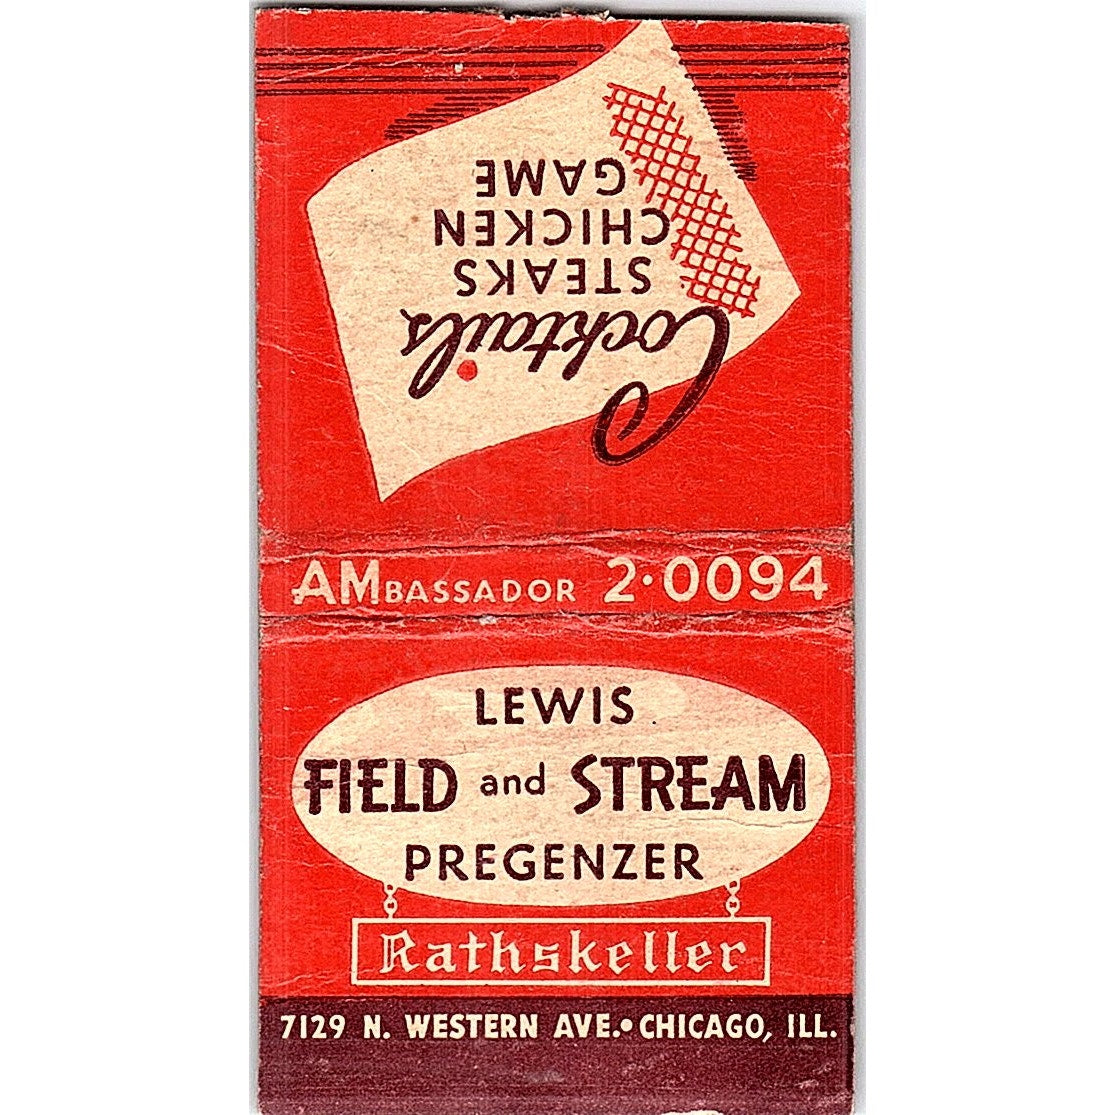 Cocktails
STEAKS
CHICKEN
GAME
AMBASSADOR 2·0094
LEWIS
FIELD and STREAM
PREGENZER
Rathskeller
7129 N. WESTERN AVE.•CHICAGO, ILL.